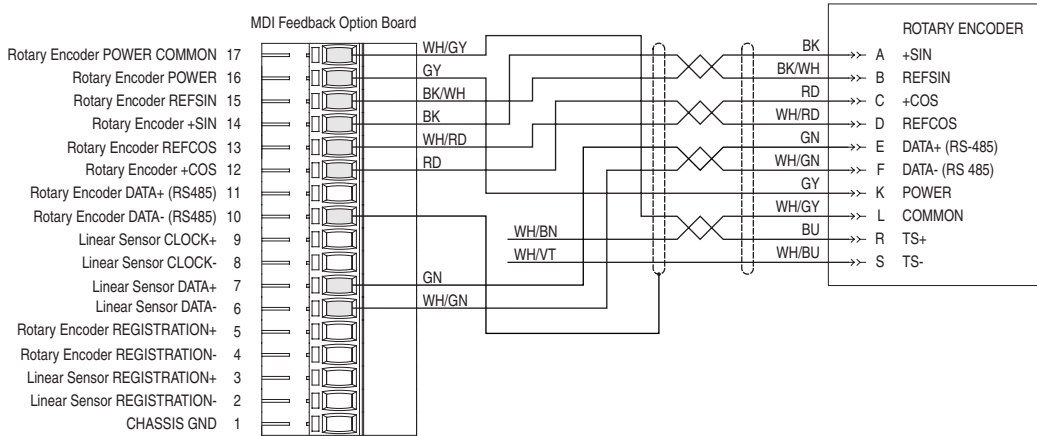 MDI Feedback Option Board
Rotary Encoder POWER COMMON 17
Rotary Encoder POWER 16
Rotary Encoder REFSIN 15
Rotary Encoder +SIN 14
Rotary Encoder REFCOS 13
Rotary Encoder +COS 12
Rotary Encoder DATA+ (RS485) 11
Rotary Encoder DATA- (RS485) 10
Linear Sensor CLOCK+ 9
Linear Sensor CLOCK- 8
Linear Sensor DATA+ 7
Linear Sensor DATA- 6
Rotary Encoder REGISTRATION+ 5
Rotary Encoder REGISTRATION- 4
Linear Sensor REGISTRATION+ 3
Linear Sensor REGISTRATION- 2
CHASSIS GND 1
WH/GY
GY
BK/WH
BK
WH/RD
RD
GN
WH/GN
WH/BN
WH/VT
BK
BK/WH
RD
WH/RD
GN
WH/GN
GY
WH/GY
BU
WH/BU
ROTARY ENCODER
A +SIN
B REFSIN
C +COS
D REFCOS
E DATA+ (RS-485)
F DATA- (RS 485)
K POWER
L COMMON
R TS+
S TS-